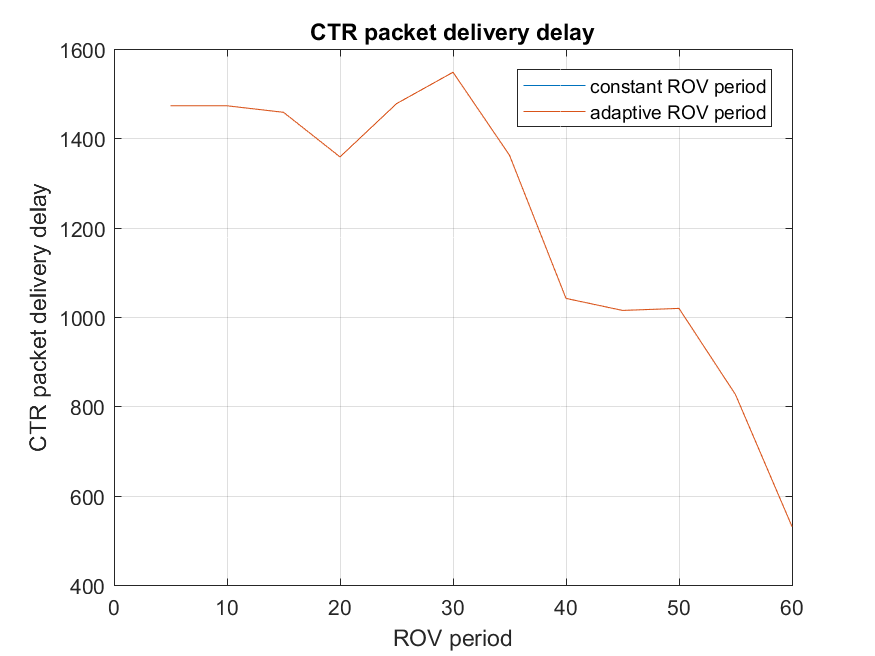 CTR packet delivery delay
1600
1400
1200
1000
800
600
400
0 10 20 30 40 50 60
CTR packet delivery delay
ROV period
constant ROV period
adaptive ROV period